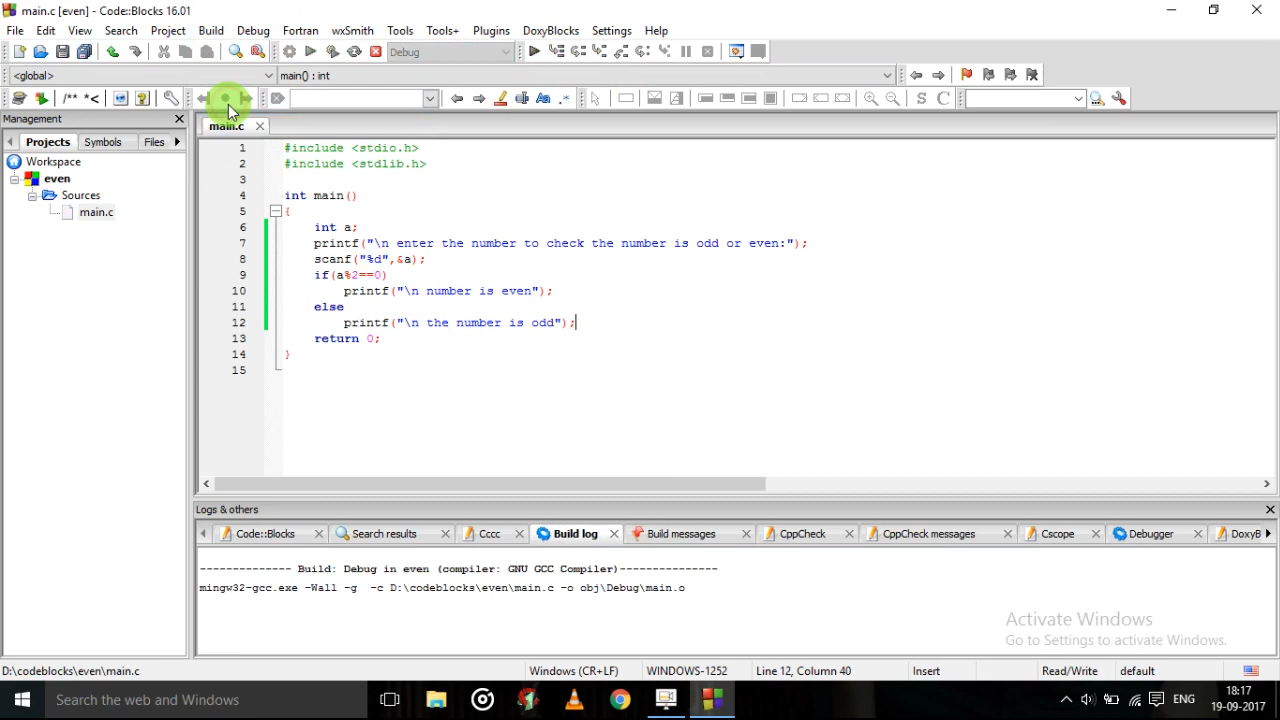 main.c [even] - Code::Blocks 16.01
File Edit View Search Project Build Debug Fortran wxSmith Tools Tools+ Plugins DoxyBlocks Settings Help
Debug
<global> main() : int
/** *< S C
Management
main.c
Projects Symbols Files
Workspace
even
Sources
main.c
1 #include <stdio.h>
2 #include <stdlib.h>
3
4 int main()
5 {
6 int a;
7 printf("\n enter the number to check the number is odd or even:");
8 scanf("%d",&a);
9 if(a%2==0)
10 printf("\n number is even");
11 else
12 printf("\n the number is odd");
13 return 0;
14 }
15
Logs & others
Code::Blocks Search results Cccc Build log Build messages CppCheck CppCheck messages Cscope Debugger DoxyB
-------------- Build: Debug in even (compiler: GNU GCC Compiler)---------------
mingw32-gcc.exe -Wall -g -c D:\codeblocks\even\main.c -o obj\Debug\main.o
Activate Windows
Go to Settings to activate Windows.
D:\codeblocks\even\main.c Windows (CR+LF) WINDOWS-1252 Line 12, Column 40 Insert Read/Write default
Search the web and Windows
ENG
18:17
19-09-2017